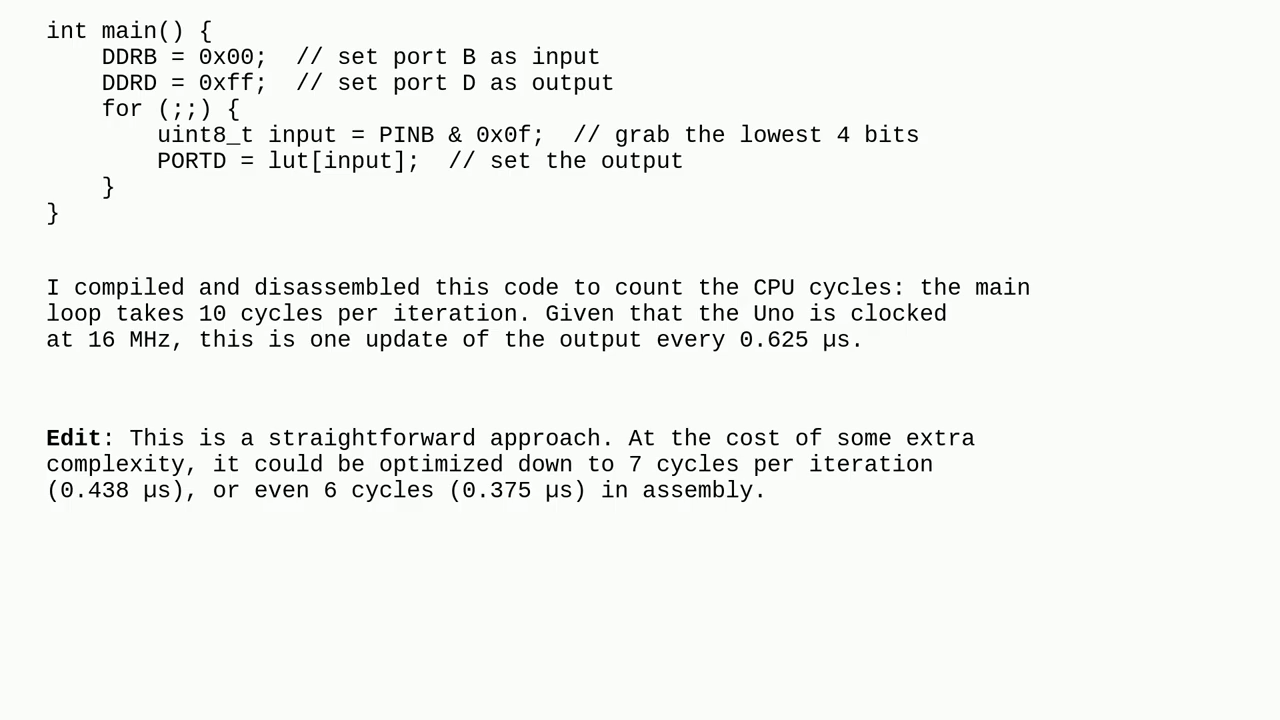 int main() {
    DDRB = 0x00;  // set port B as input
    DDRD = 0xff;  // set port D as output
    for (;;) {
        uint8_t input = PINB & 0x0f;  // grab the lowest 4 bits
        PORTD = lut[input];  // set the output
    }
}
I compiled and disassembled this code to count the CPU cycles: the main
loop takes 10 cycles per iteration. Given that the Uno is clocked
at 16 MHz, this is one update of the output every 0.625 µs.
Edit: This is a straightforward approach. At the cost of some extra
complexity, it could be optimized down to 7 cycles per iteration
(0.438 µs), or even 6 cycles (0.375 µs) in assembly.